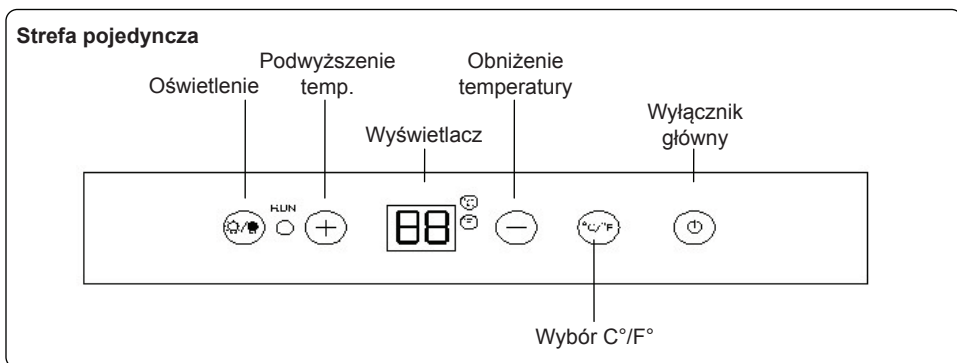 Strefa pojedyncza
Podwyższenie
temp.
Obniżenie
temperatury
Oświetlenie
Wyłącznik
główny
Wyświetlacz
RUN
88
°C/°F
Wybór C°/F°